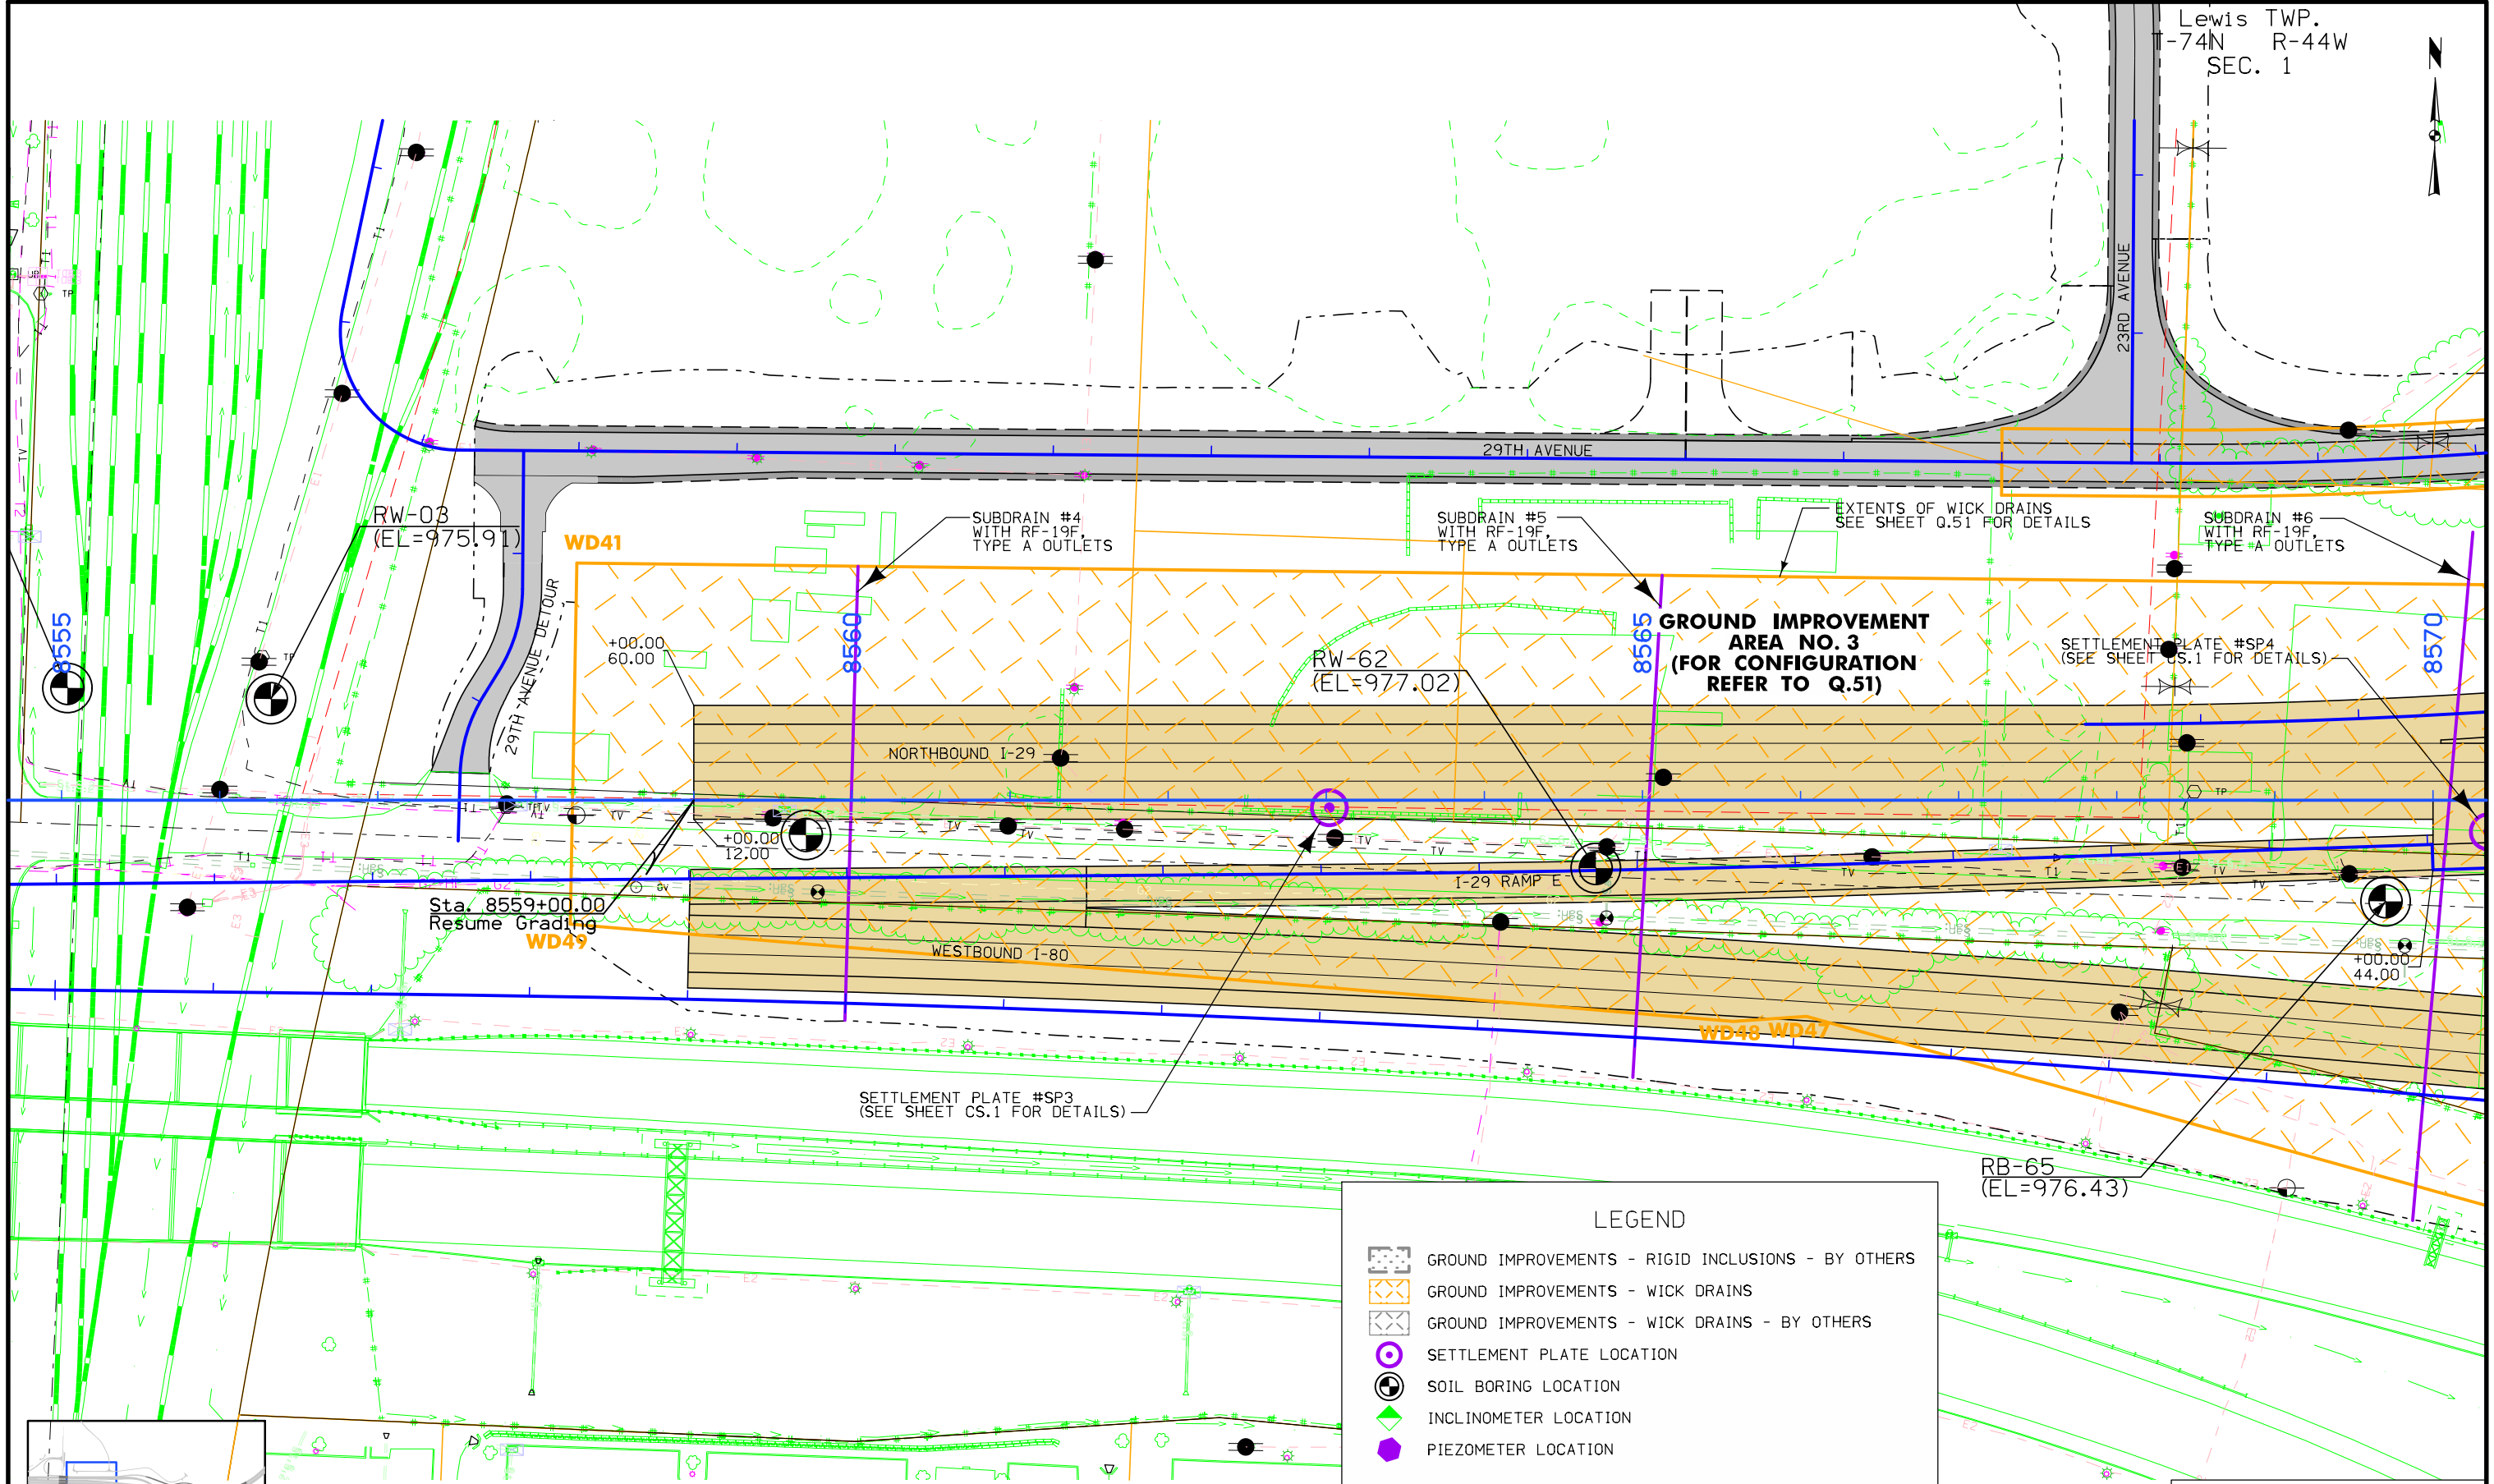 Lewis TWP.
T-74N R-44W
SEC. 1
N
23RD AVENUE
29TH AVENUE
RW-03
(EL=975.91)
WD41
SUBDRAIN #4
WITH RF-19F,
TYPE A OUTLETS
SUBDRAIN #5
WITH RF-19F,
TYPE A OUTLETS
EXTENTS OF WICK DRAINS
SEE SHEET Q.51 FOR DETAILS
SUBDRAIN #6
WITH RF-19F,
TYPE A OUTLETS
8555
29TH AVENUE DETOUR
8560
8565
8570
+00.00
60.00
RW-62
(EL=977.02)
GROUND IMPROVEMENT
AREA NO. 3
(FOR CONFIGURATION
REFER TO Q.51)
SETTLEMENT PLATE #SP4
(SEE SHEET CS.1 FOR DETAILS)
NORTHBOUND I-29
+00.00
12.00
I-29 RAMP E
Sta. 8559+00.00
Resume Grading
WD49
WESTBOUND I-80
+00.00
44.00
WD48 WD47
SETTLEMENT PLATE #SP3
(SEE SHEET CS.1 FOR DETAILS)
RB-65
(EL=976.43)
LEGEND
GROUND IMPROVEMENTS - RIGID INCLUSIONS - BY OTHERS
GROUND IMPROVEMENTS - WICK DRAINS
GROUND IMPROVEMENTS - WICK DRAINS - BY OTHERS
SETTLEMENT PLATE LOCATION
SOIL BORING LOCATION
INCLINOMETER LOCATION
PIEZOMETER LOCATION